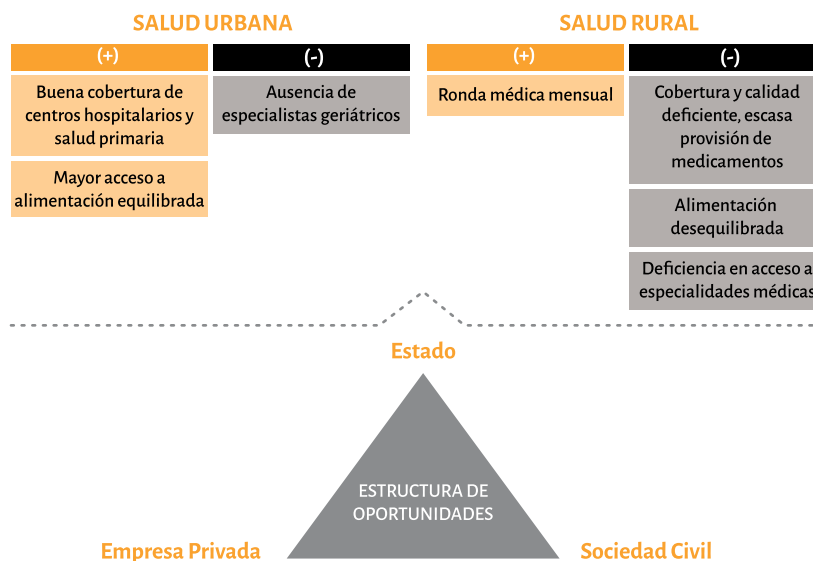 SALUD URBANA
(+)
(-)
Buena cobertura de
centros hospitalarios y
salud primaria
Mayor acceso a
alimentación equilibrada
Ausencia de
especialistas geriátricos
SALUD RURAL
(+)
(-)
Ronda médica mensual
Cobertura y calidad
deficiente, escasa
provisión de
medicamentos
Alimentación
desequilibrada
Deficiencia en acceso a
especialidades médicas
Estado
ESTRUCTURA DE
OPORTUNIDADES
Empresa Privada
Sociedad Civil